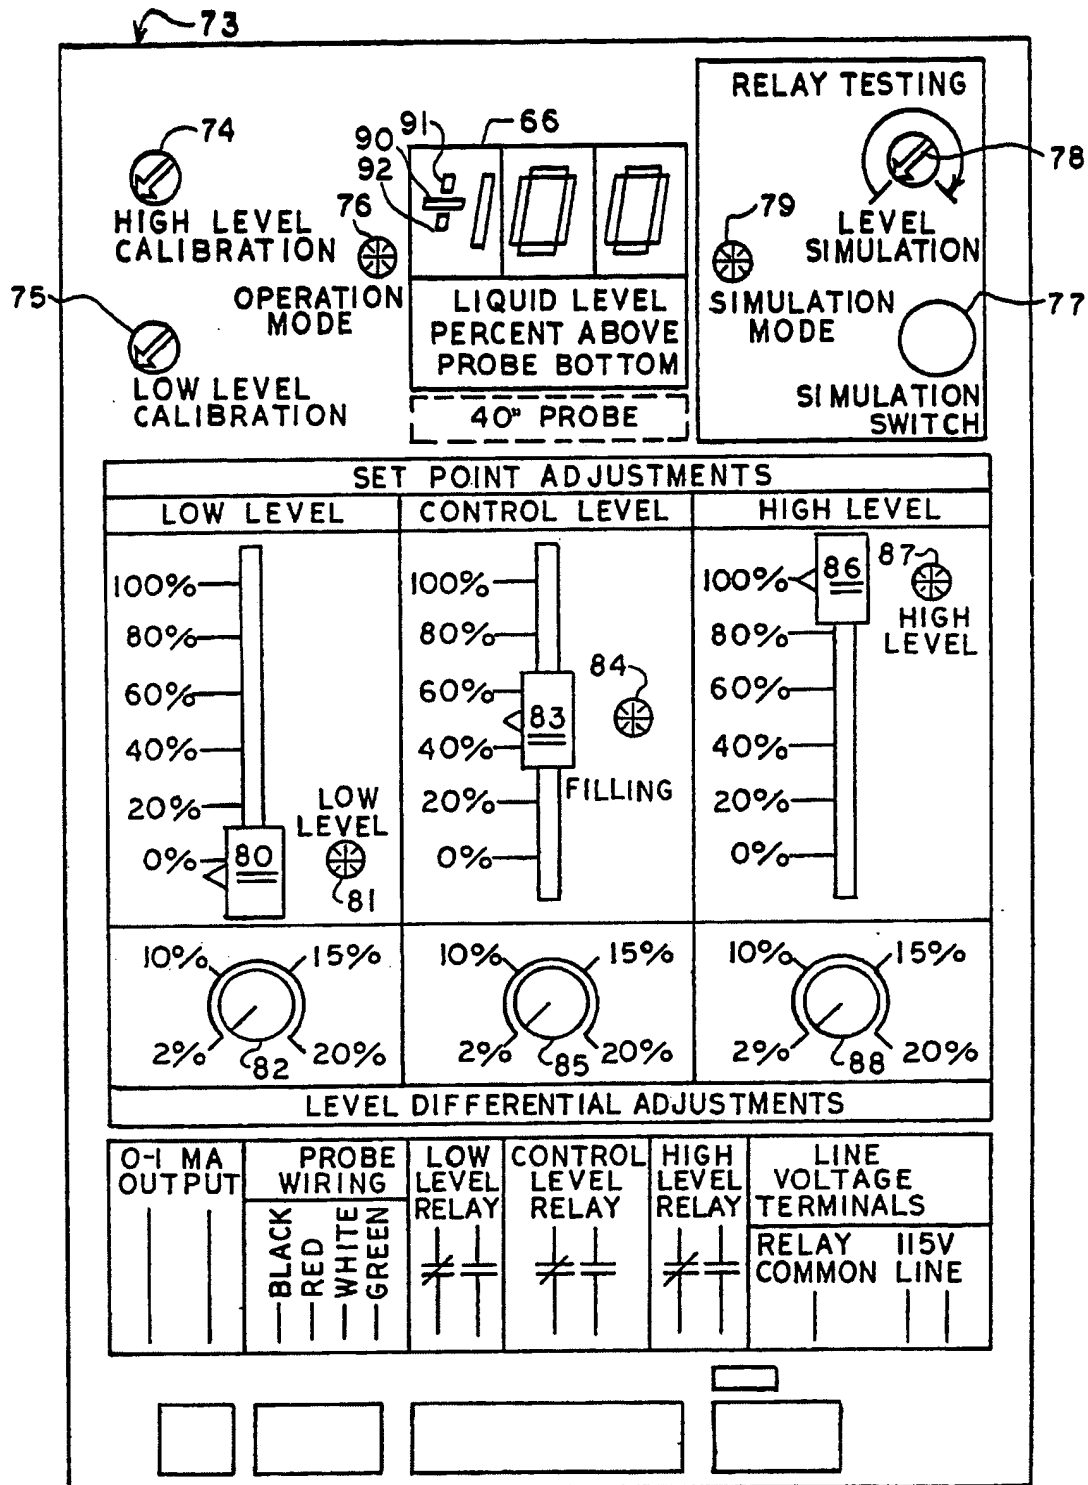 73
74
HIGH LEVEL
CALIBRATION
75
LOW LEVEL
CALIBRATION
76
OPERATION
MODE
91
90
92
66
LIQUID LEVEL
PERCENT ABOVE
PROBE BOTTOM
40" PROBE
RELAY TESTING
78
LEVEL
SIMULATION
79
SIMULATION
MODE
77
SIMULATION
SWITCH
SET POINT ADJUSTMENTS
LOW LEVEL
100%
80%
60%
40%
20%
0%
80
LOW
LEVEL
81
CONTROL LEVEL
100%
80%
60%
40%
20%
0%
83
84
FILLING
HIGH LEVEL
100%
80%
60%
40%
20%
0%
86
87
HIGH
LEVEL
10% 15%
2% 82 20%
10% 15%
2% 85 20%
10% 15%
2% 88 20%
LEVEL DIFFERENTIAL ADJUSTMENTS
0-1 MA
OUTPUT
PROBE
WIRING
BLACK
RED
WHITE
GREEN
LOW
LEVEL
RELAY
CONTROL
LEVEL
RELAY
HIGH
LEVEL
RELAY
LINE
VOLTAGE
TERMINALS
RELAY
COMMON
115V
LINE